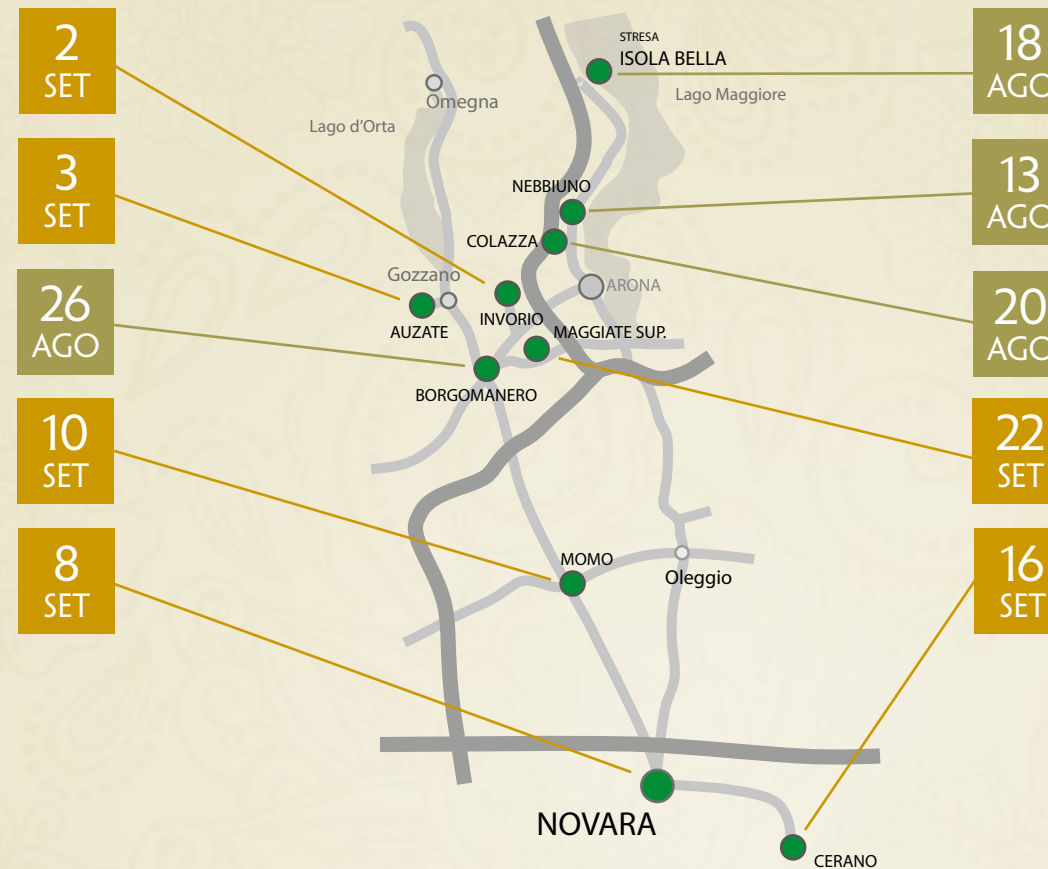 2
SET
3
SET
26
AGO
10
SET
8
SET
STRESA
ISOLA BELLA
Lago Maggiore
Omegna
Lago d’Orta
NEBBIUNO
COLAZZA
Gozzano
ARONA
AUZATE
INVORIO
MAGGIATE SUP.
BORGOMANERO
MOMO
Oleggio
NOVARA
CERANO
18
AGO
13
AGO
20
AGO
22
SET
16
SET